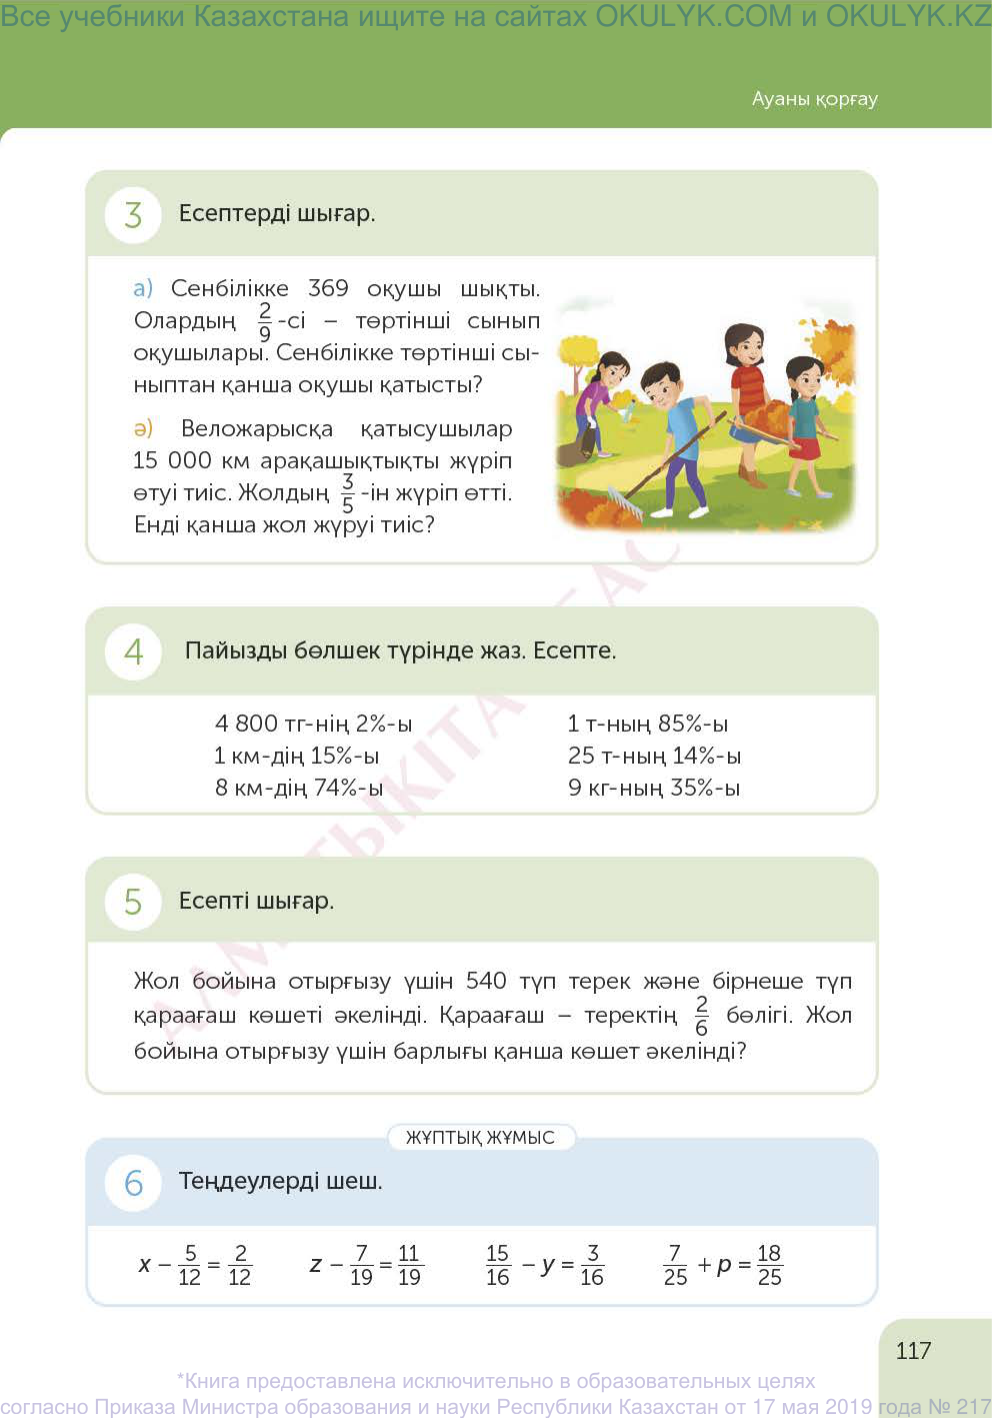 Все учебники Казахстана ищите на сайтах OKULYK.COM и OKULYK.KZ
Ауаны қорғау
3 Есептерді шығар.
а) Сенбілікке 369 оқушы шықты.
Олардың 2/9-сі – төртінші сынып
оқушылары. Сенбілікке төртінші сы-
ныптан қанша оқушы қатысты?
ә) Веложарысқа қатысушылар
15 000 км арақашықтықты жүріп
өтуі тиіс. Жолдың 3/5-ін жүріп өтті.
Енді қанша жол жүруі тиіс?
4 Пайызды бөлшек түрінде жаз. Есепте.
4 800 тг-нің 2%-ы 1 т-ның 85%-ы
1 км-дің 15%-ы 25 т-ның 14%-ы
8 км-дің 74%-ы 9 кг-ның 35%-ы
5 Есепті шығар.
Жол бойына отырғызу үшін 540 түп терек және бірнеше түп
қараағаш көшеті әкелінді. Қараағаш – теректің 2/6 бөлігі. Жол
бойына отырғызу үшін барлығы қанша көшет әкелінді?
ЖҰПТЫҚ ЖҰМЫС
6 Теңдеулерді шеш.
x – 5/12 = 2/12 z – 7/19 = 11/19 15/16 – y = 3/16 7/25 + p = 18/25
117
*Книга предоставлена исключительно в образовательных целях
согласно Приказа Министра образования и науки Республики Казахстан от 17 мая 2019 года № 217